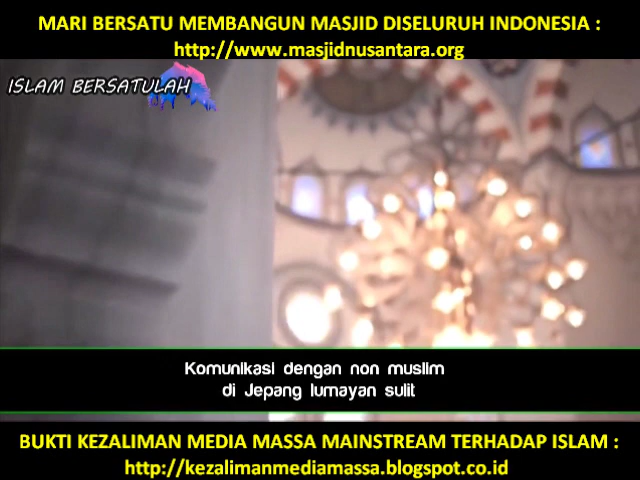 MARI BERSATU MEMBANGUN MASJID DISELURUH INDONESIA :
http://www.masjidnusantara.org
ISLAM BERSATULAH
Komunikasi dengan non muslim
di Jepang lumayan sulit
BUKTI KEZALIMAN MEDIA MASSA MAINSTREAM TERHADAP ISLAM :
http://kezalimanmediamassa.blogspot.co.id